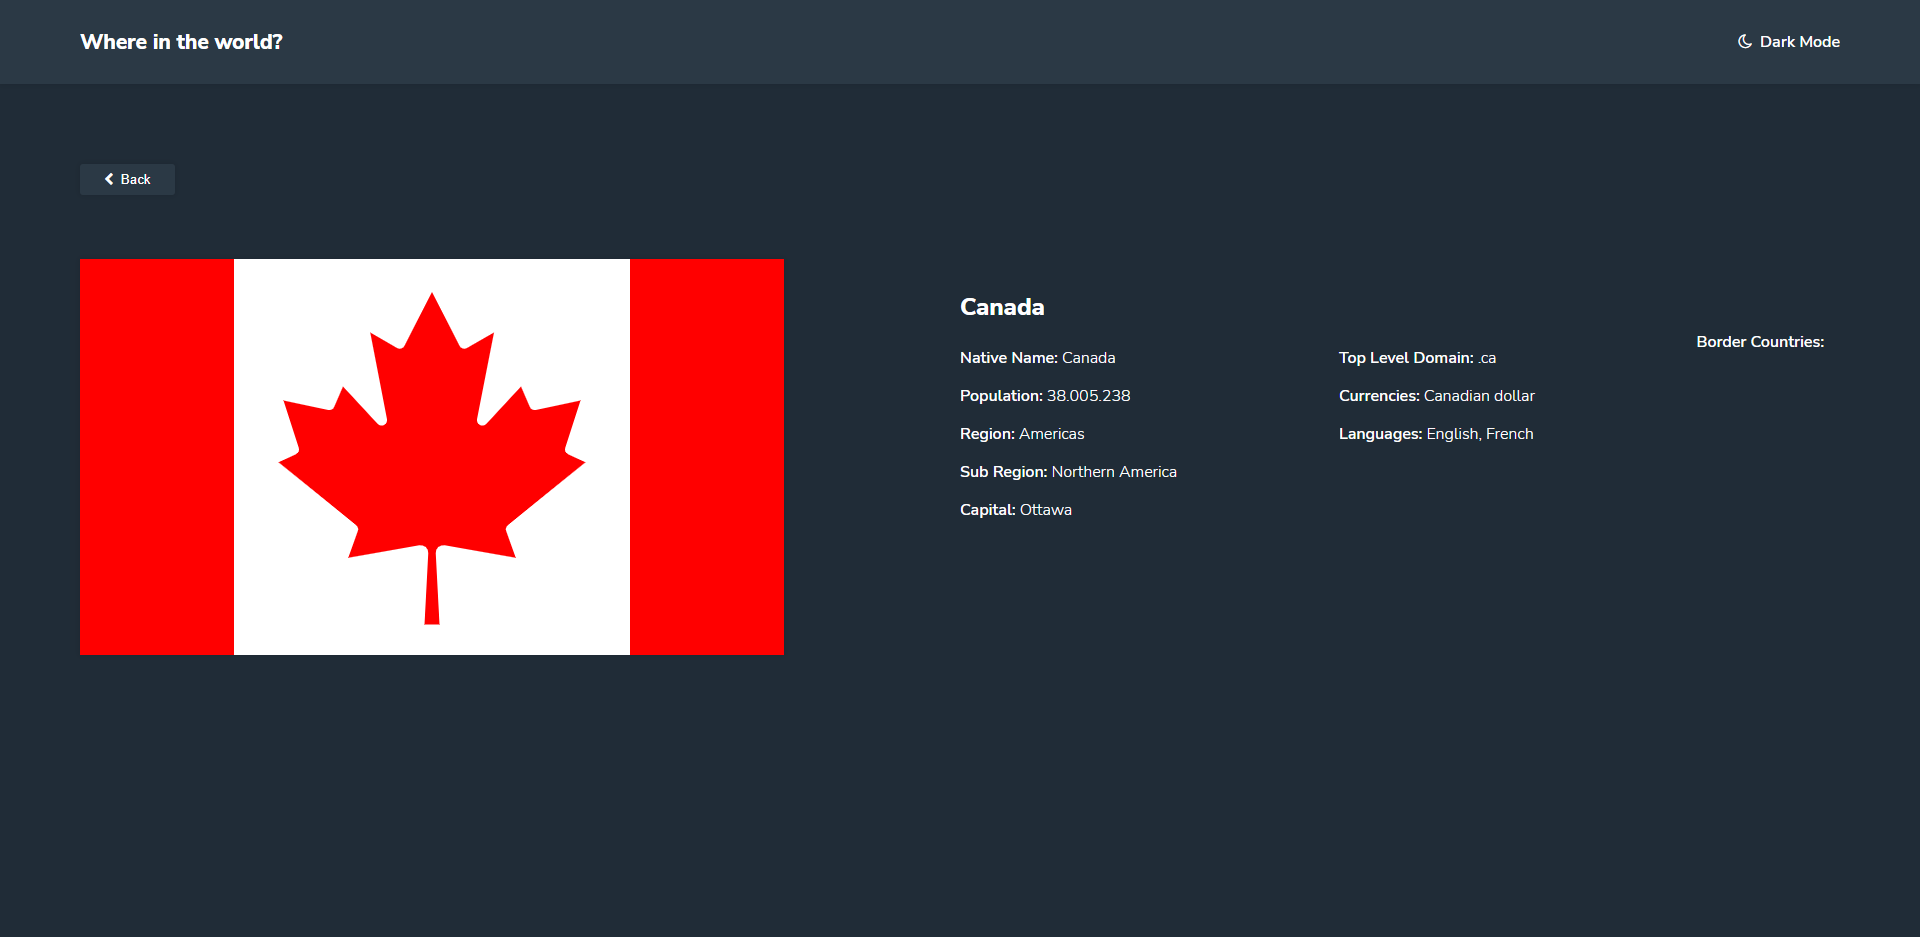 Where in the world?
Dark Mode
Back
Canada
Native Name: Canada
Population: 38.005.238
Region: Americas
Sub Region: Northern America
Capital: Ottawa
Top Level Domain: .ca
Currencies: Canadian dollar
Languages: English, French
Border Countries: